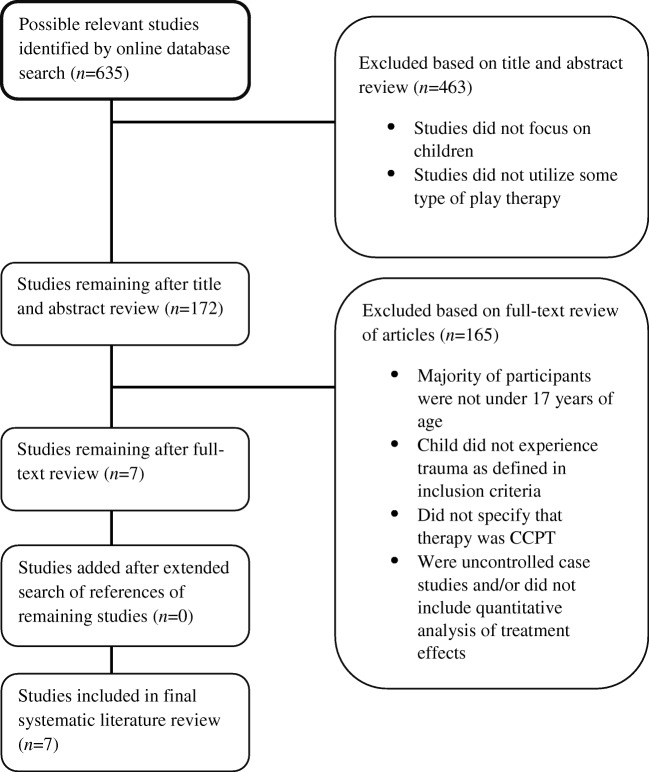 Possible relevant studies
identified by online database
search (n=635)
Excluded based on title and abstract
review (n=463)
• Studies did not focus on
children
• Studies did not utilize some
type of play therapy
Studies remaining after title
and abstract review (n=172)
Excluded based on full-text review
of articles (n=165)
• Majority of participants
were not under 17 years of
age
• Child did not experience
trauma as defined in
inclusion criteria
• Did not specify that
therapy was CCPT
• Were uncontrolled case
studies and/or did not
include quantitative
analysis of treatment
effects
Studies remaining after full-
text review (n=7)
Studies added after extended
search of references of
remaining studies (n=0)
Studies included in final
systematic literature review
(n=7)